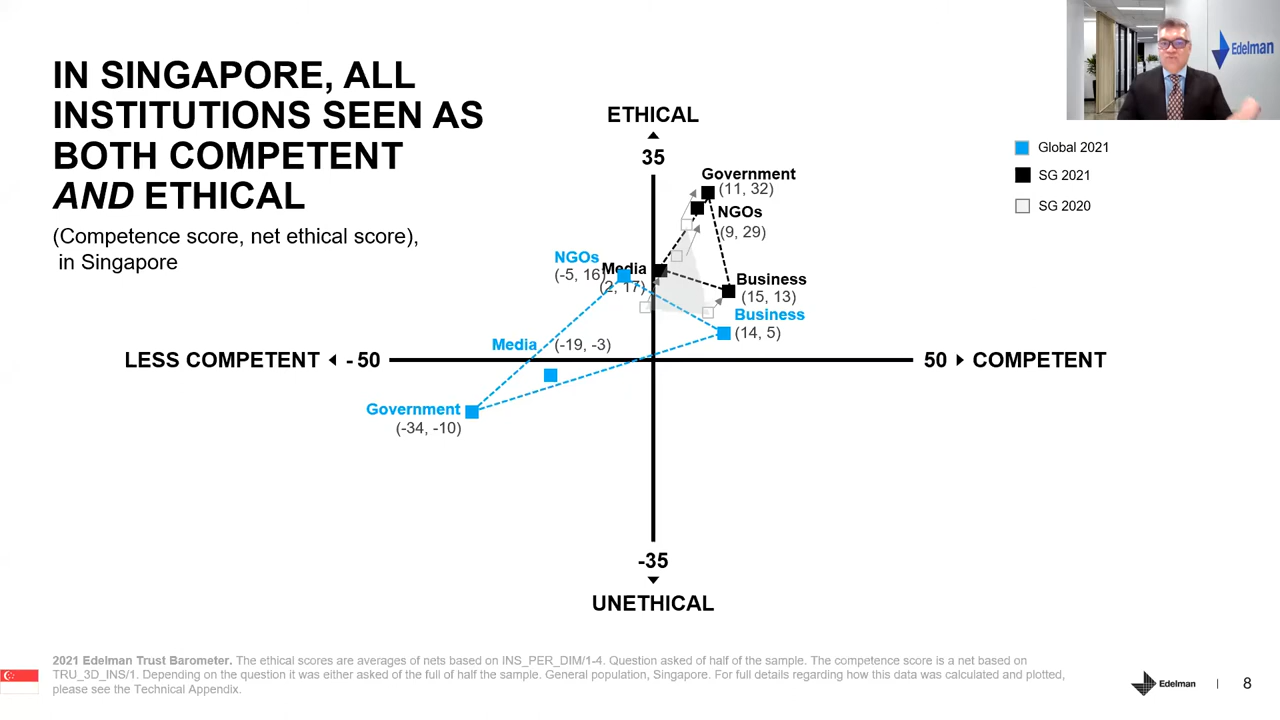 IN SINGAPORE, ALL
INSTITUTIONS SEEN AS
BOTH COMPETENT
AND ETHICAL
(Competence score, net ethical score),
in Singapore
Edelman
ETHICAL
35
Global 2021
SG 2021
SG 2020
Government
(11, 32)
NGOs
(9, 29)
NGOs
(-5, 16)
Media
(2, 17)
Business
(15, 13)
Business
(14, 5)
Media (-19, -3)
LESS COMPETENT - 50
50 COMPETENT
Government
(-34, -10)
-35
UNETHICAL
2021 Edelman Trust Barometer. The ethical scores are averages of nets based on INS_PER_DIM/1-4. Question asked of half of the sample. The competence score is a net based on
TRU_3D_INS/1. Depending on the question it was either asked of the full of half the sample. General population, Singapore. For full details regarding how this data was calculated and plotted,
please see the Technical Appendix.
Edelman | 8